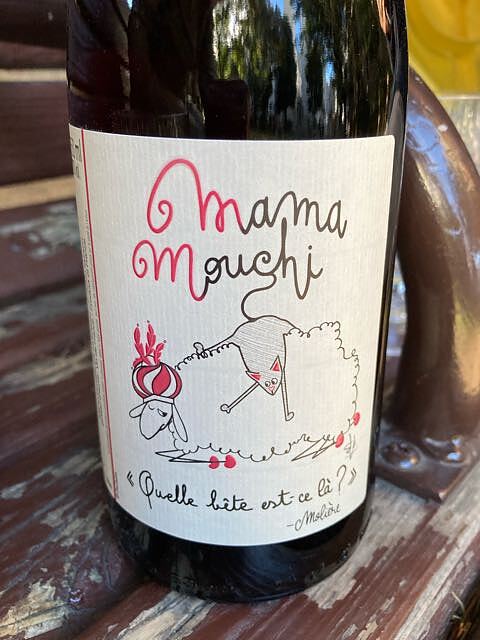 Mama
Mouchi
« Quelle bête est-ce là ? »
- Molière